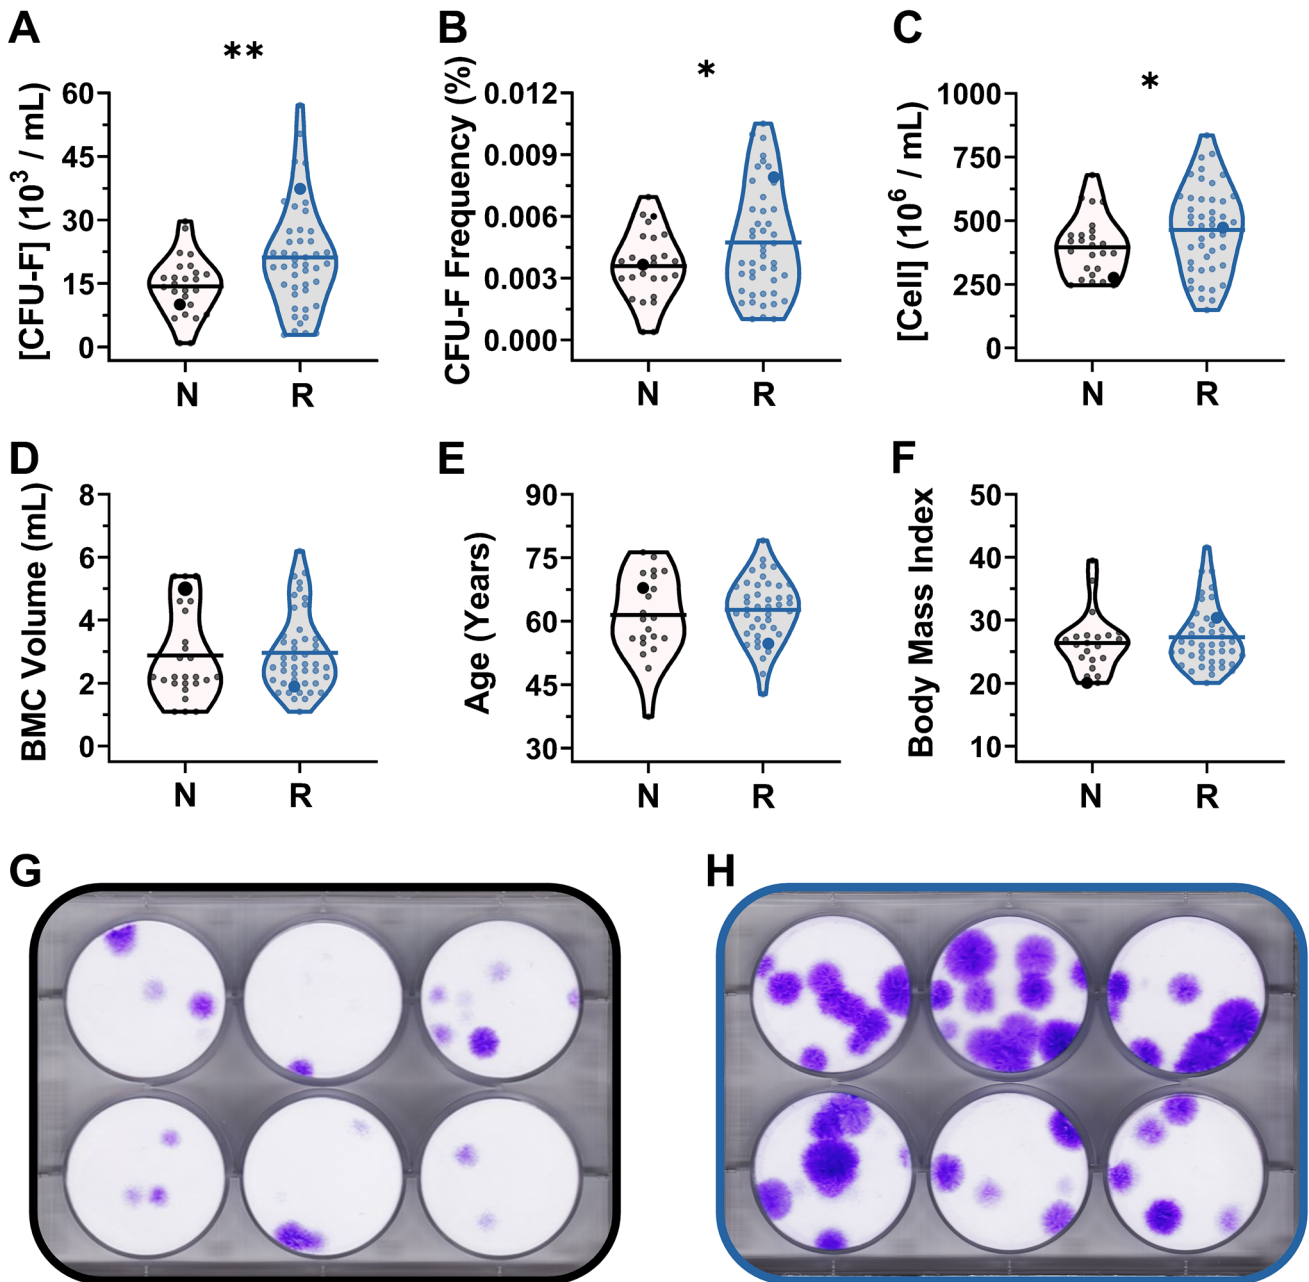 A
**
[CFU-F] (10³ / mL)
60
45
30
15
0
N
R
B
*
CFU-F Frequency (%)
0.012
0.009
0.006
0.003
0.000
N
R
C
*
[Cell] (10⁶ / mL)
1000
750
500
250
0
N
R
D
BMC Volume (mL)
8
6
4
2
0
N
R
E
Age (Years)
90
75
60
45
30
N
R
F
Body Mass Index
50
40
30
20
10
N
R
G
H